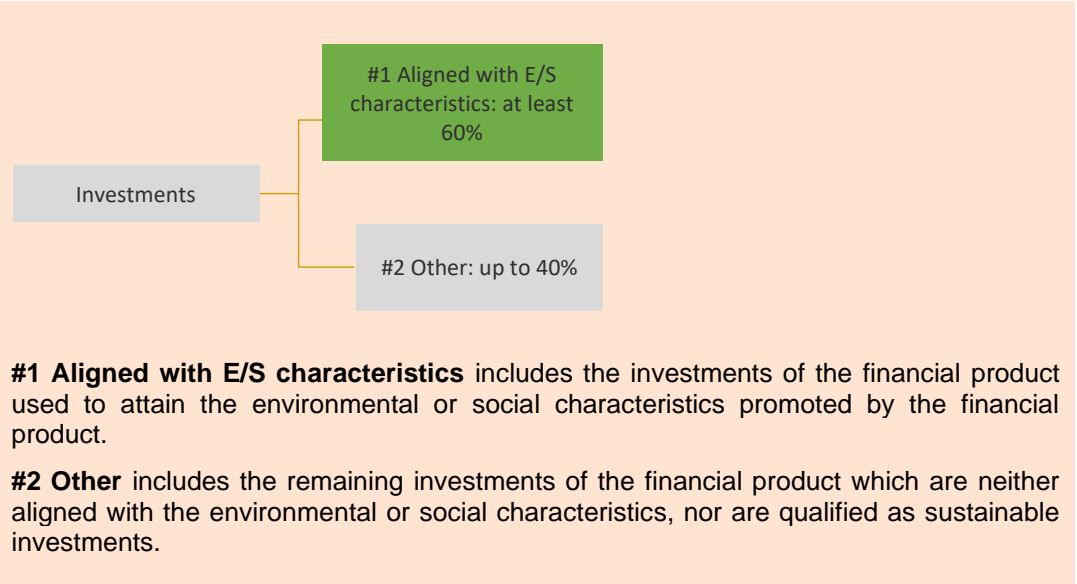 #1 Aligned with E/S
characteristics: at least
60%
Investments
#2 Other: up to 40%
#1 Aligned with E/S characteristics includes the investments of the financial product
used to attain the environmental or social characteristics promoted by the financial
product.
#2 Other includes the remaining investments of the financial product which are neither
aligned with the environmental or social characteristics, nor are qualified as sustainable
investments.